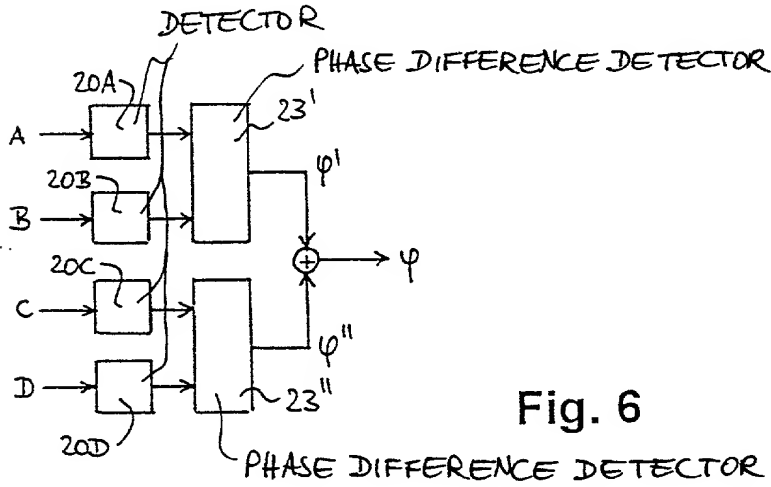 DETECTOR
PHASE DIFFERENCE DETECTOR
20A
23'
A
φ'
20B
B
+
φ
20C
C
φ"
D
23"
20D
Fig. 6
PHASE DIFFERENCE DETECTOR